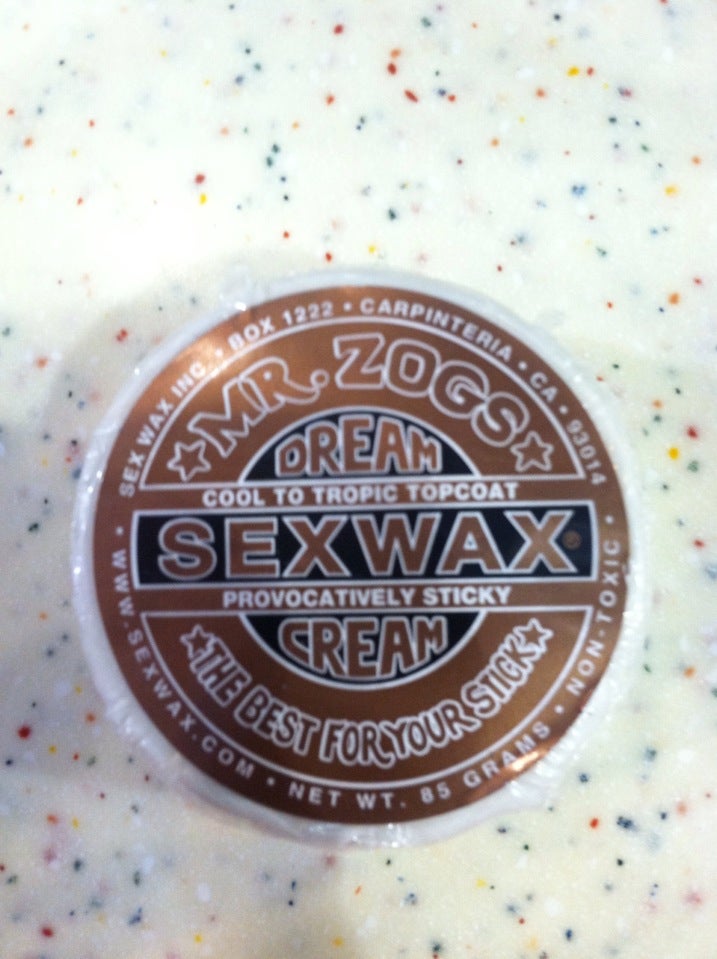 SEX WAX INC. • BOX 1222 • CARPINTERIA • CA • 93014
MR. ZOGS
DREAM
COOL TO TROPIC TOPCOAT
SEXWAX®
PROVOCATIVELY STICKY
CREAM
THE BEST FOR YOUR STICK
• WWW.SEXWAX.COM • NET WT. 85 GRAMS • NON-TOXIC •